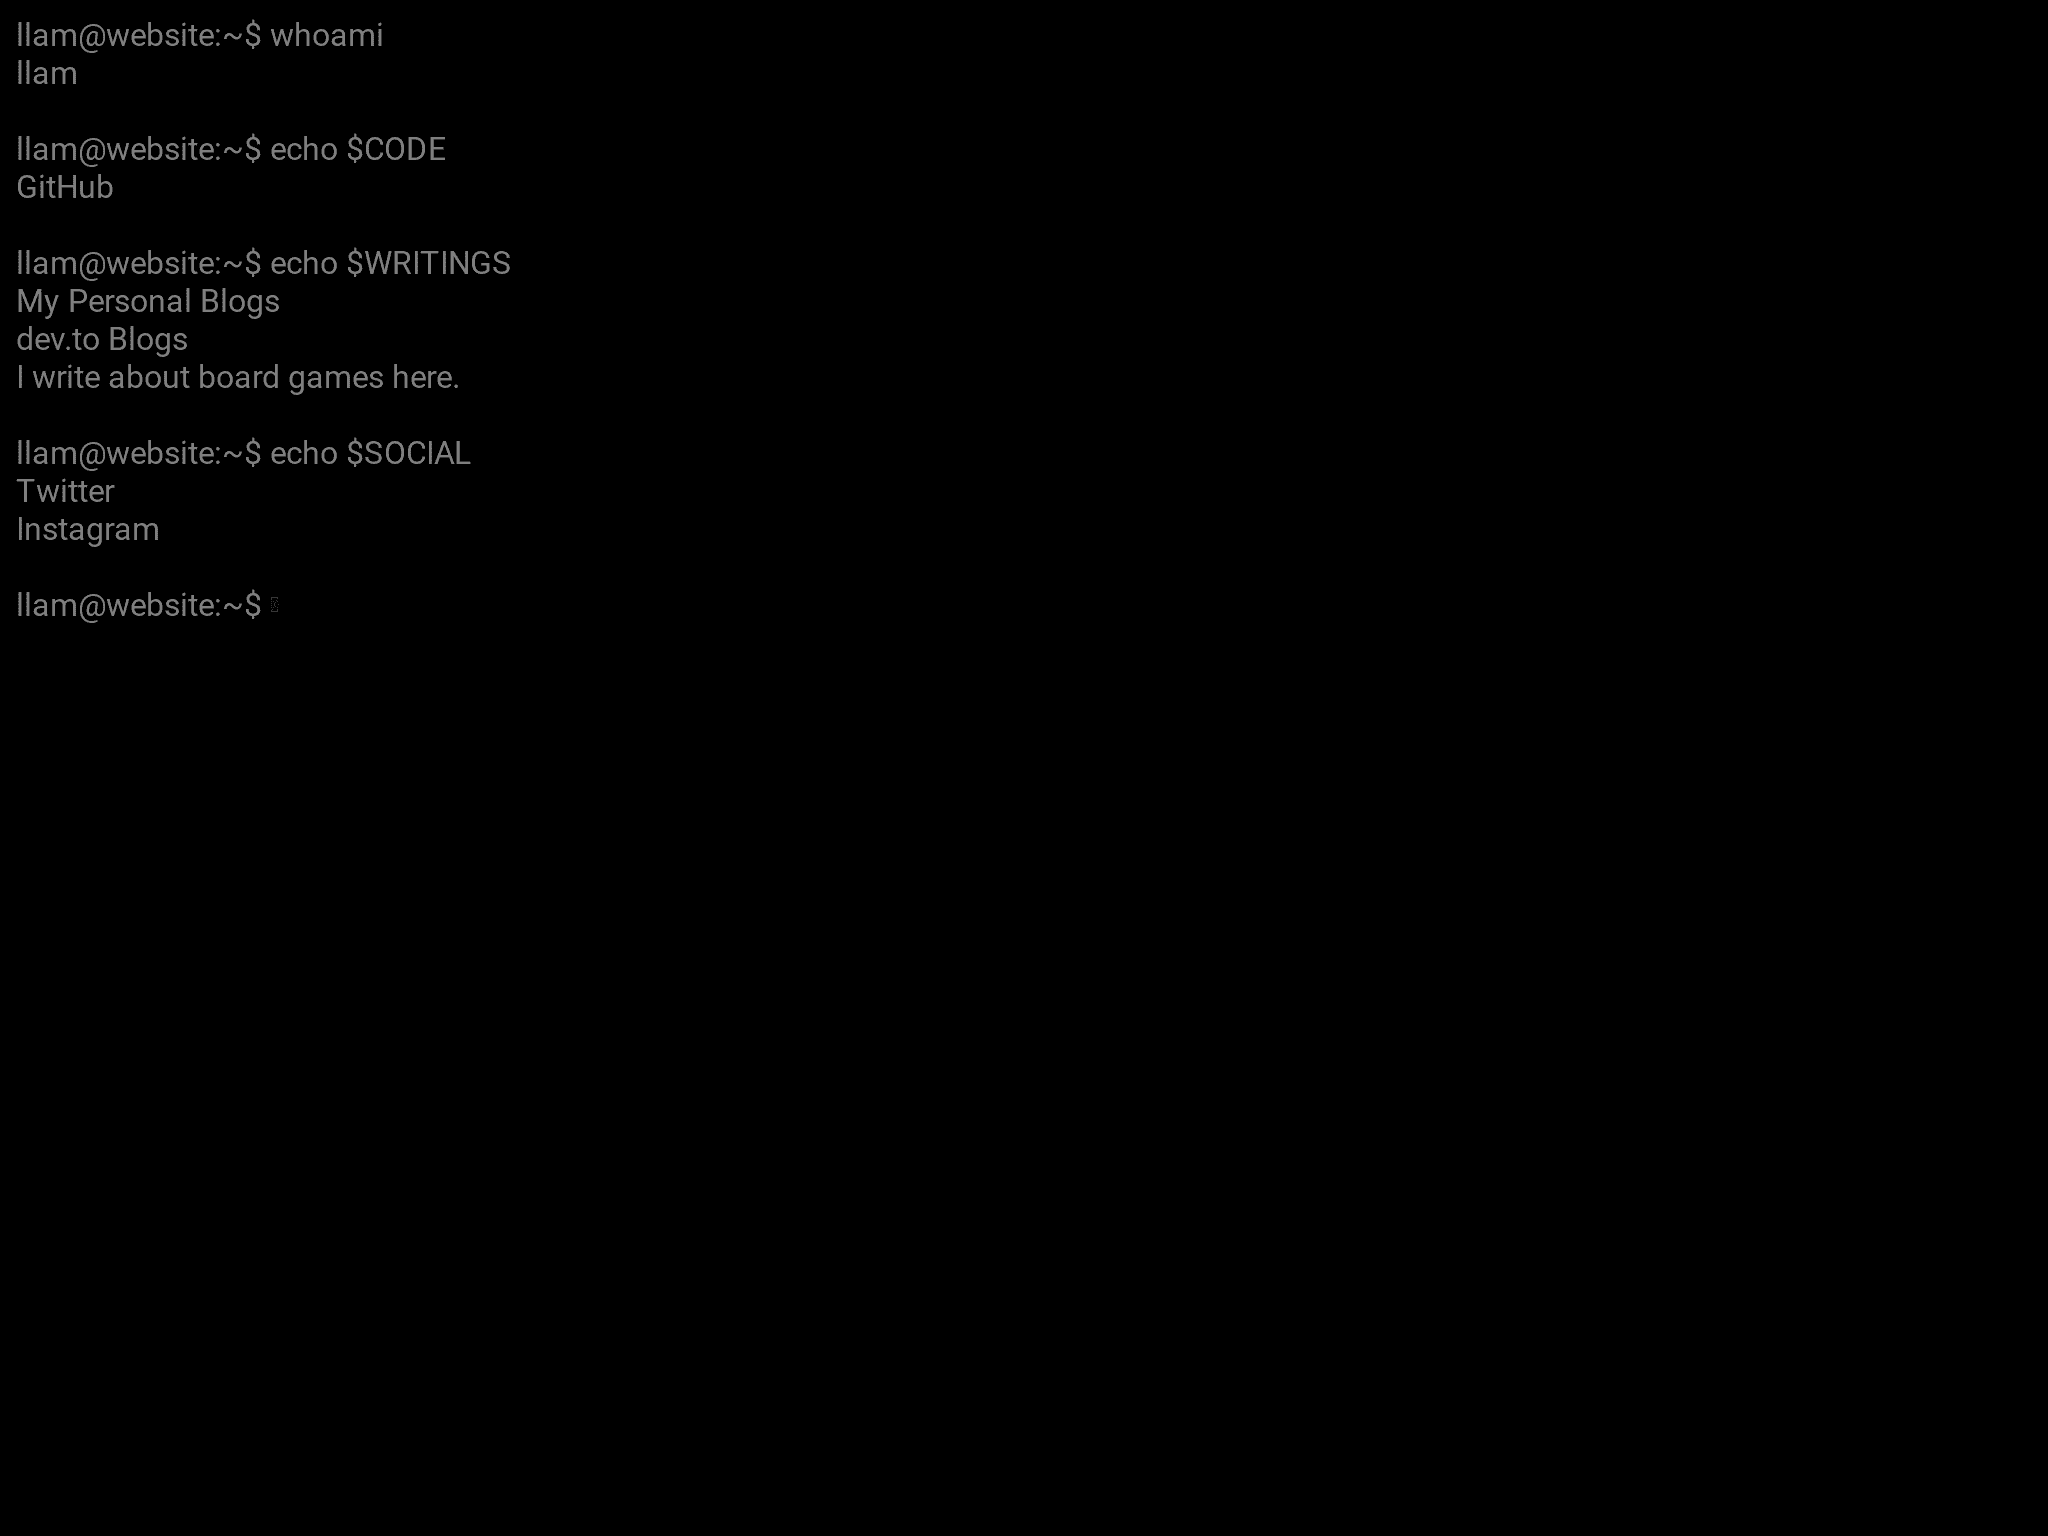 llam@website:~$ whoami
llam
llam@website:~$ echo $CODE
GitHub
llam@website:~$ echo $WRITINGS
My Personal Blogs
dev.to Blogs
I write about board games here.
llam@website:~$ echo $SOCIAL
Twitter
Instagram
llam@website:~$